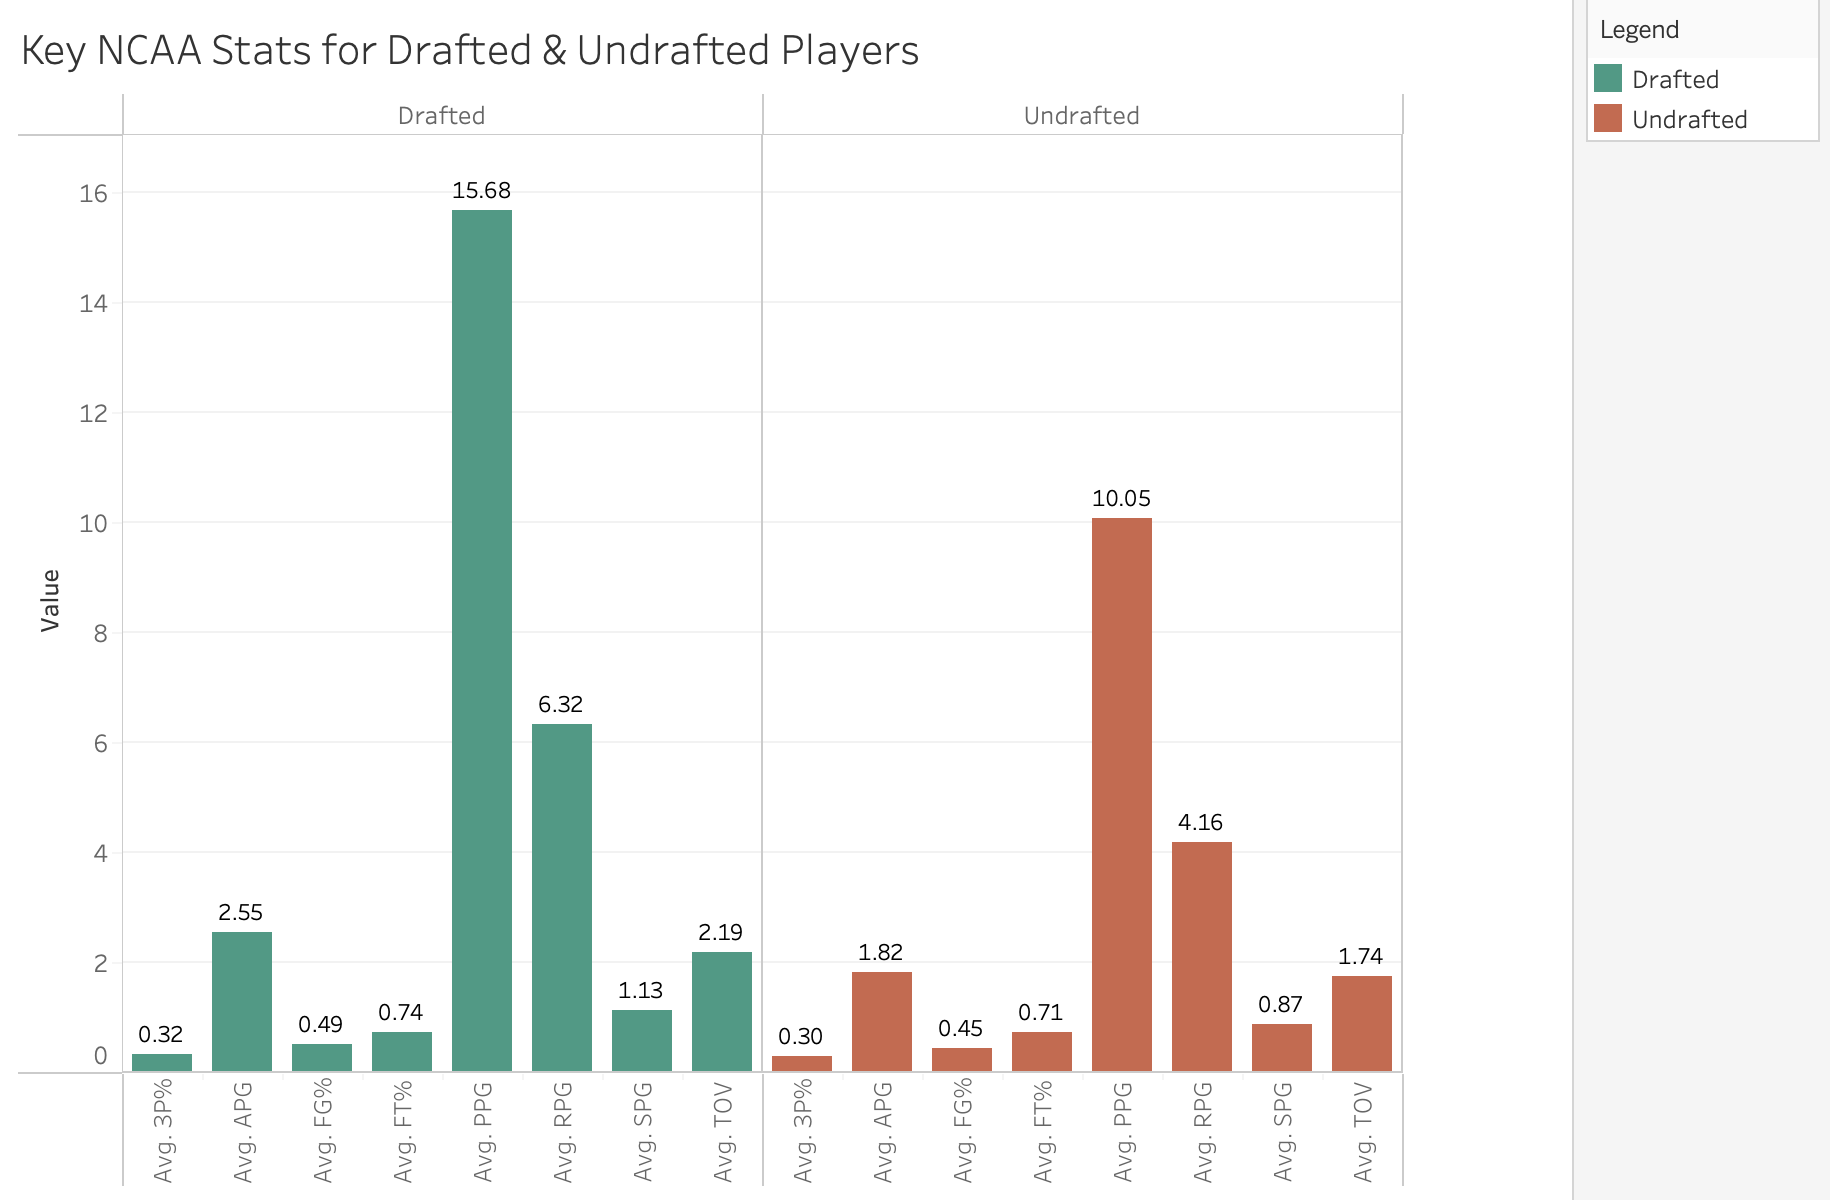 Key NCAA Stats for Drafted & Undrafted Players
Legend
Drafted
Undrafted
Drafted
Undrafted
Value
16
14
12
10
8
6
4
2
0
0.32
2.55
0.49
0.74
15.68
6.32
1.13
2.19
0.30
1.82
0.45
0.71
10.05
4.16
0.87
1.74
Avg. 3P%
Avg. APG
Avg. FG%
Avg. FT%
Avg. PPG
Avg. RPG
Avg. SPG
Avg. TOV
Avg. 3P%
Avg. APG
Avg. FG%
Avg. FT%
Avg. PPG
Avg. RPG
Avg. SPG
Avg. TOV